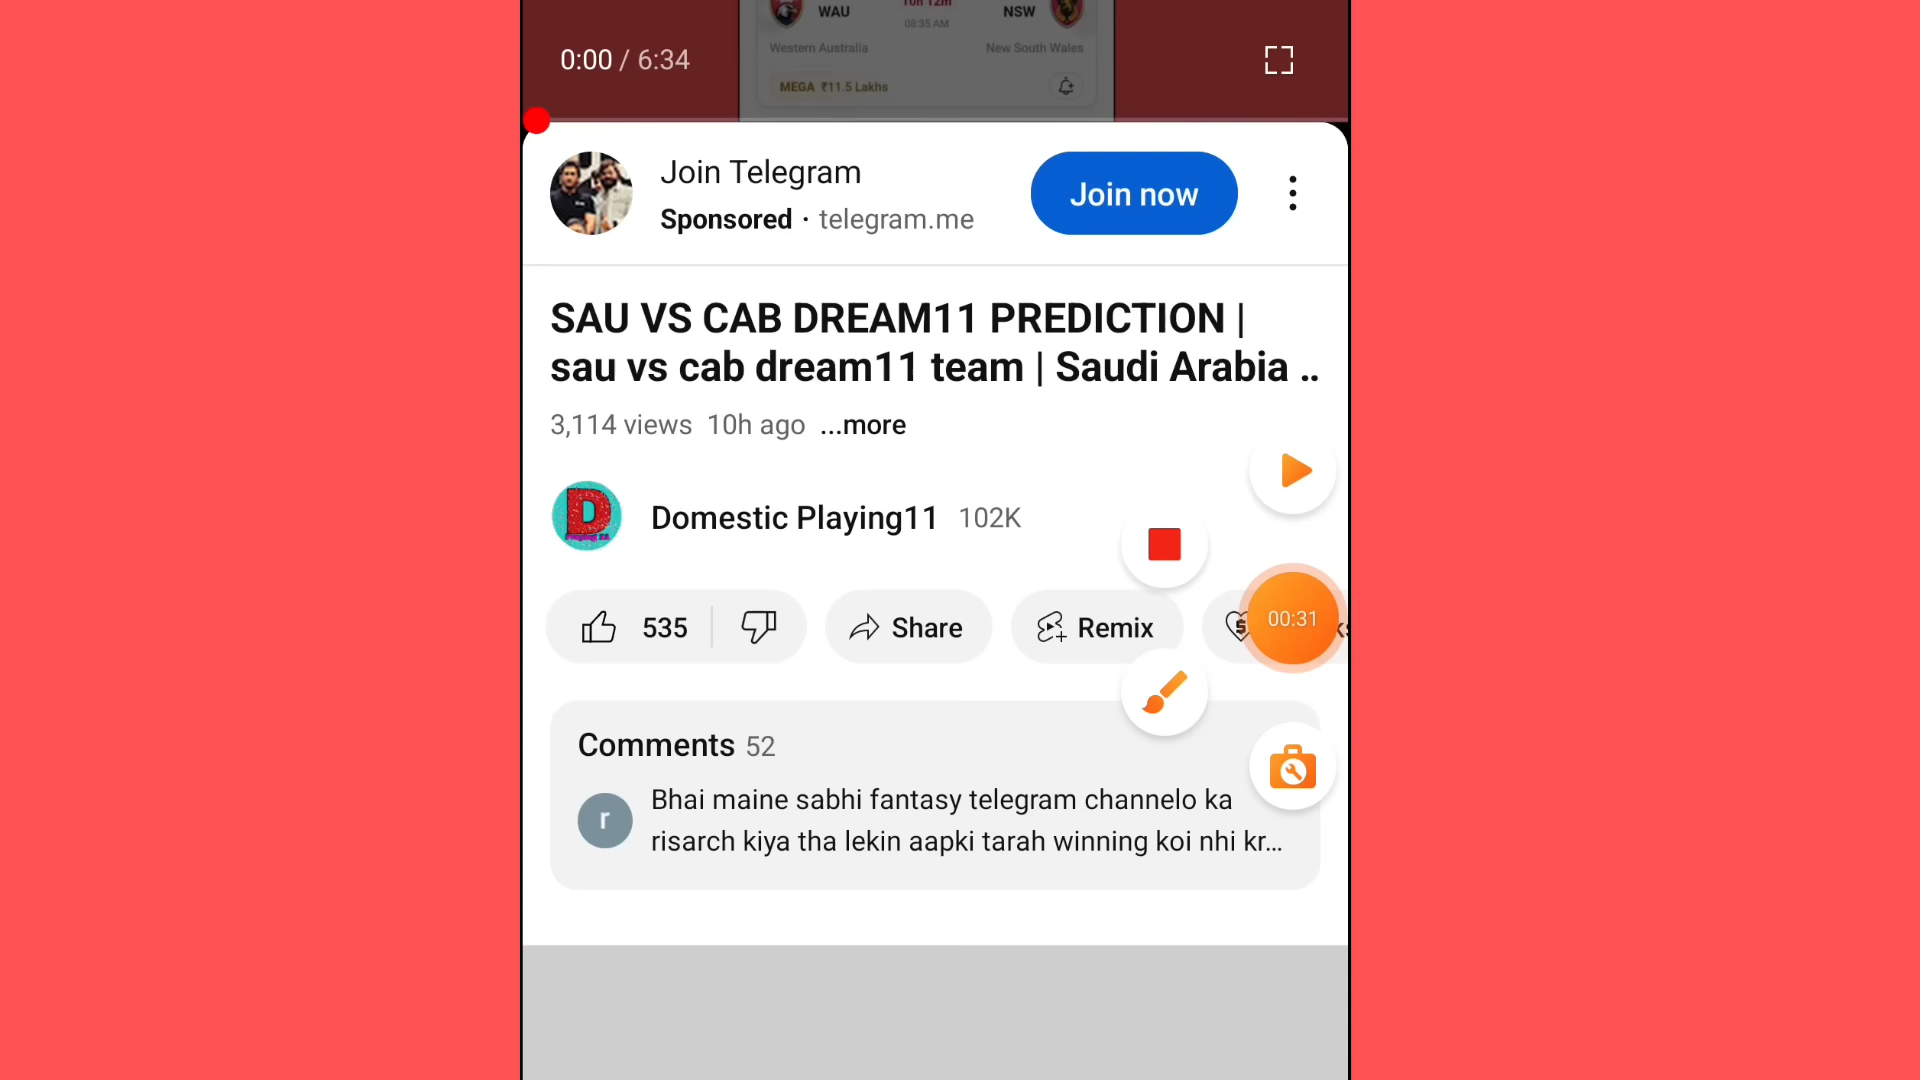 10h 12m
WAU
NSW
08:35 AM
Western Australia
New South Wales
0:00 / 6:34
MEGA ₹11.5 Lakhs
Join Telegram
Sponsored · telegram.me
Join now
SAU VS CAB DREAM11 PREDICTION |
sau vs cab dream11 team | Saudi Arabia ..
3,114 views 10h ago ...more
D
Domestic Playing11 102K
535
Share
Remix
00:31
Comments 52
r
Bhai maine sabhi fantasy telegram channelo ka
risarch kiya tha lekin aapki tarah winning koi nhi kr...